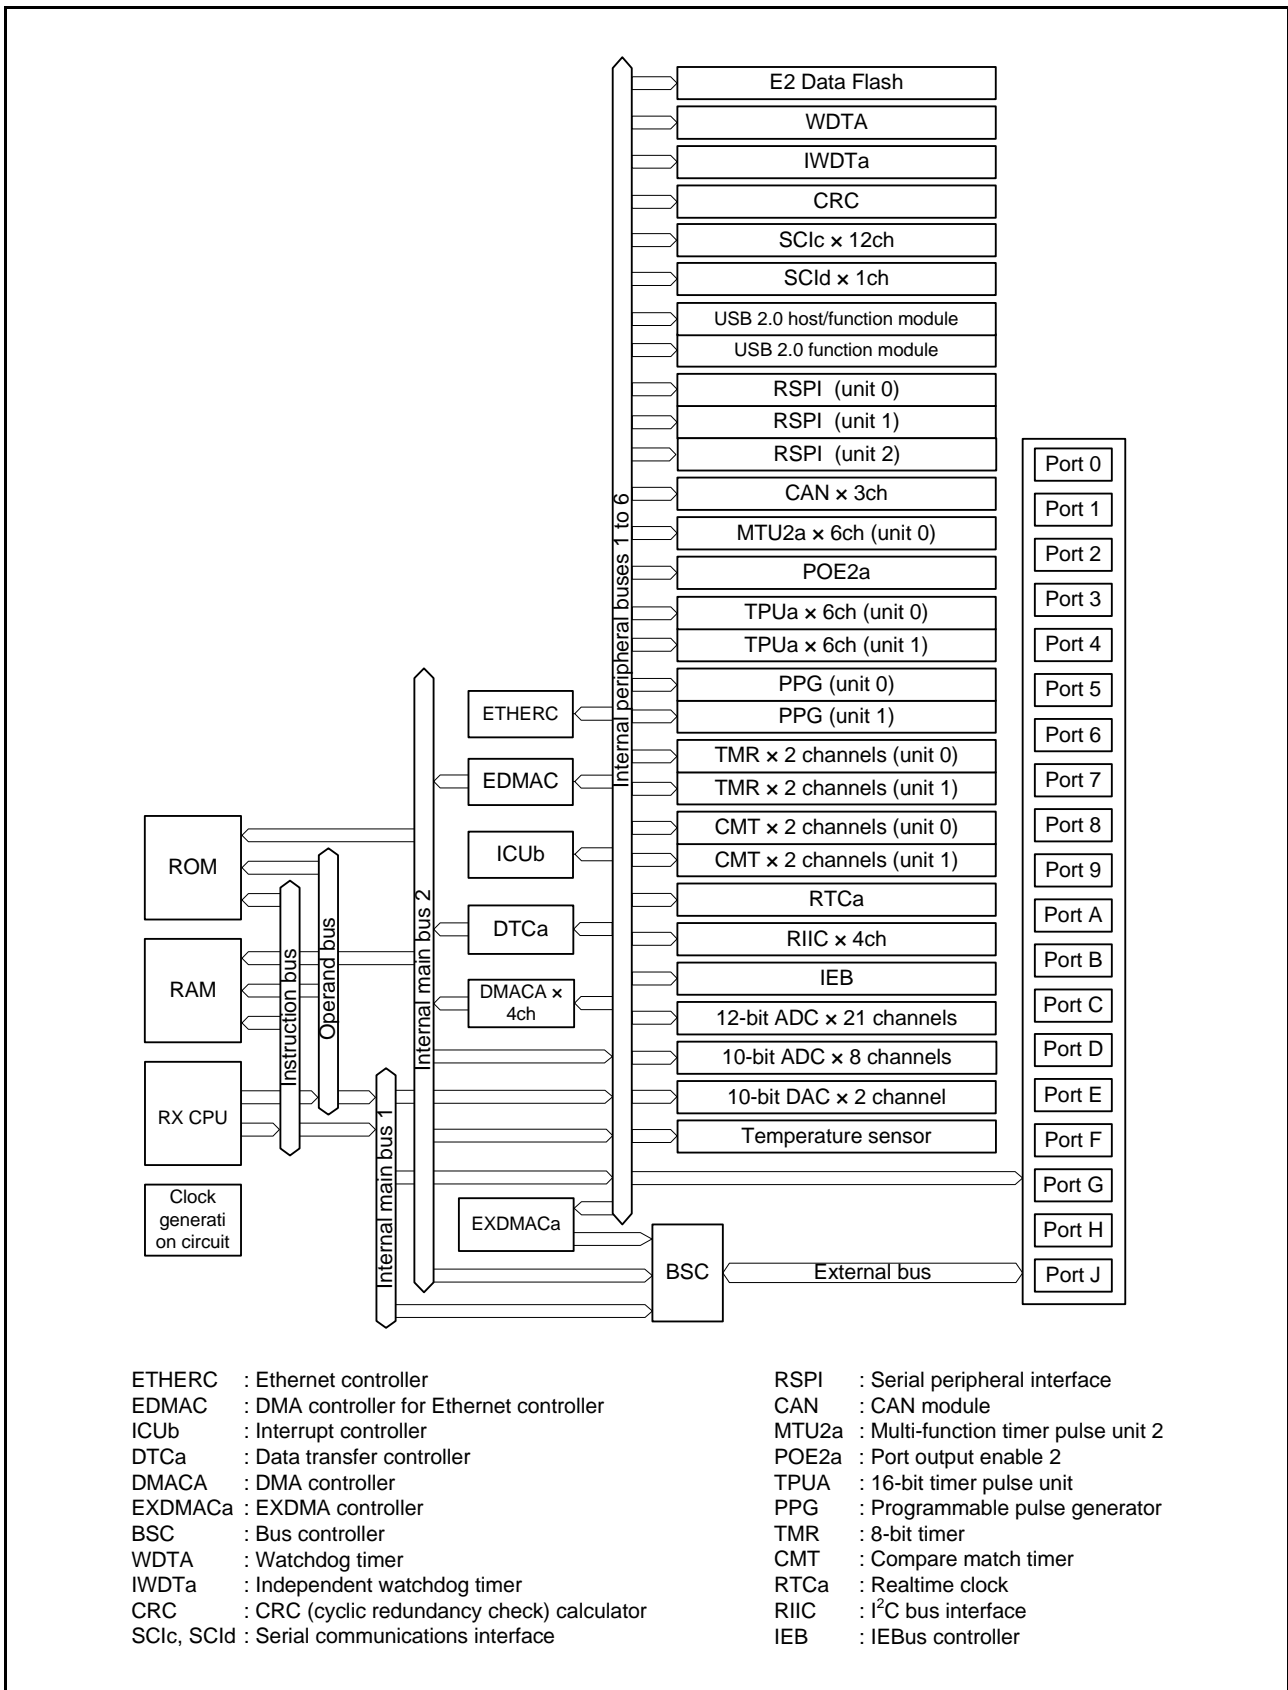 E2 Data Flash
WDTA
IWDTa
CRC
SCIc × 12ch
SCId × 1ch
USB 2.0 host/function module
USB 2.0 function module
RSPI (unit 0)
RSPI (unit 1)
RSPI (unit 2)
CAN × 3ch
MTU2a × 6ch (unit 0)
POE2a
TPUa × 6ch (unit 0)
TPUa × 6ch (unit 1)
PPG (unit 0)
PPG (unit 1)
TMR × 2 channels (unit 0)
TMR × 2 channels (unit 1)
CMT × 2 channels (unit 0)
CMT × 2 channels (unit 1)
RTCa
RIIC × 4ch
IEB
12-bit ADC × 21 channels
10-bit ADC × 8 channels
10-bit DAC × 2 channel
Temperature sensor
Internal peripheral buses 1 to 6
Port 0
Port 1
Port 2
Port 3
Port 4
Port 5
Port 6
Port 7
Port 8
Port 9
Port A
Port B
Port C
Port D
Port E
Port F
Port G
Port H
Port J
ETHERC
EDMAC
ICUb
DTCa
DMACA ×
4ch
EXDMACa
BSC
External bus
Internal main bus 2
Internal main bus 1
Operand bus
Instruction bus
ROM
RAM
RX CPU
Clock
generati
on circuit
ETHERC : Ethernet controller
EDMAC : DMA controller for Ethernet controller
ICUb : Interrupt controller
DTCa : Data transfer controller
DMACA : DMA controller
EXDMACa : EXDMA controller
BSC : Bus controller
WDTA : Watchdog timer
IWDTa : Independent watchdog timer
CRC : CRC (cyclic redundancy check) calculator
SCIc, SCId : Serial communications interface
RSPI : Serial peripheral interface
CAN : CAN module
MTU2a : Multi-function timer pulse unit 2
POE2a : Port output enable 2
TPUA : 16-bit timer pulse unit
PPG : Programmable pulse generator
TMR : 8-bit timer
CMT : Compare match timer
RTCa : Realtime clock
RIIC : I²C bus interface
IEB : IEBus controller